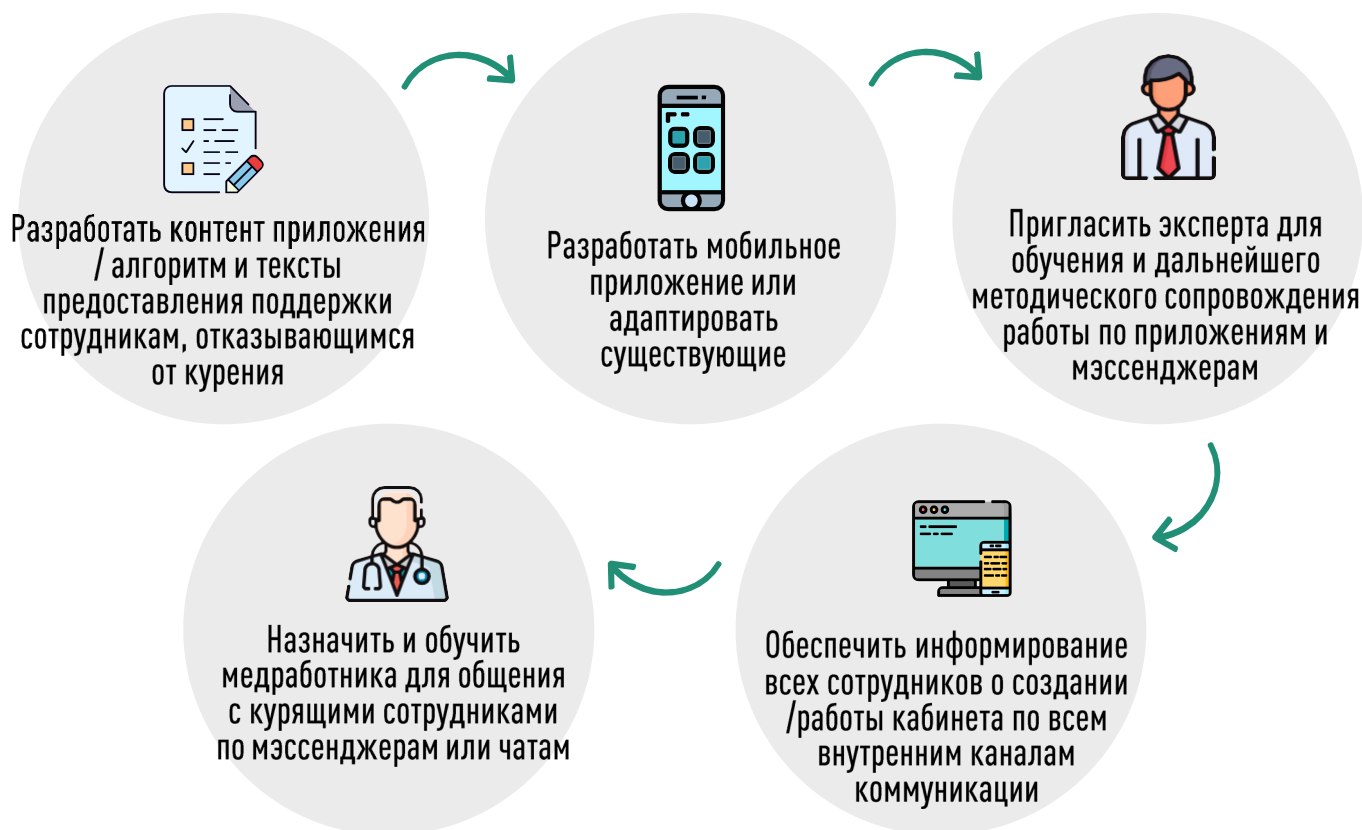 Разработать контент приложения
/ алгоритм и тексты
предоставления поддержки
сотрудникам, отказывающимся
от курения
Разработать мобильное
приложение или
адаптировать
существующие
Пригласить эксперта для
обучения и дальнейшего
методического сопровождения
работы по приложениям и
мэссенджерам
Обеспечить информирование
всех сотрудников о создании
/работы кабинета по всем
внутренним каналам
коммуникации
Назначить и обучить
медработника для общения
с курящими сотрудниками
по мэссенджерам или чатам